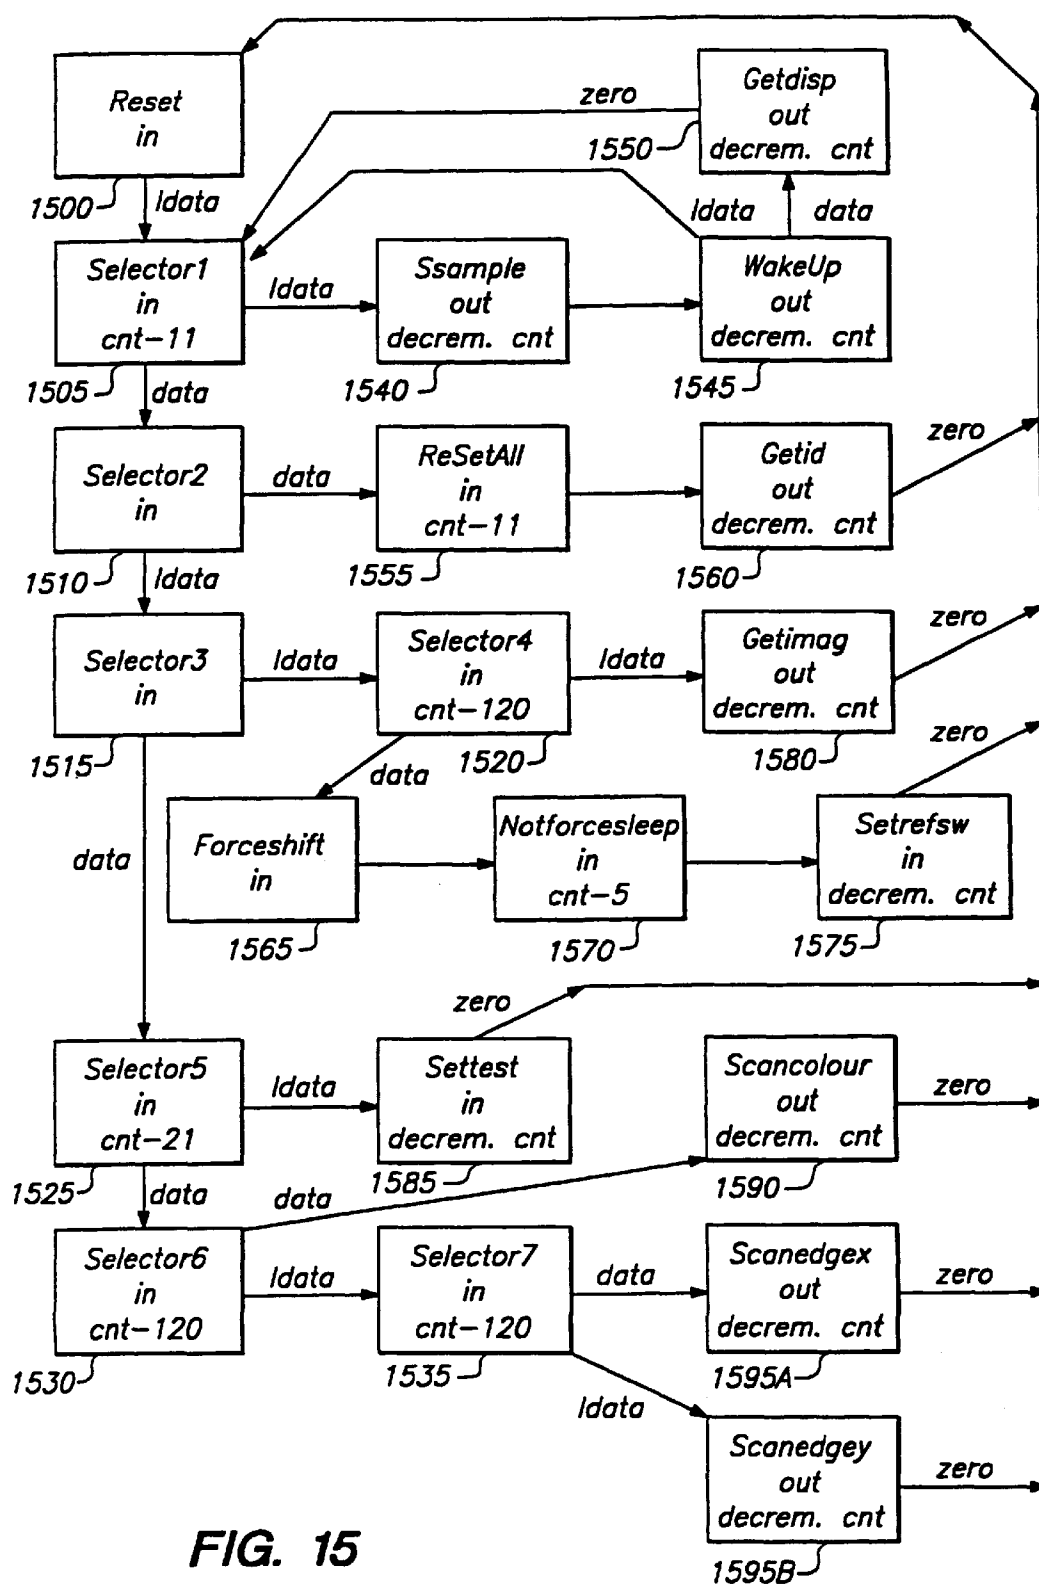 Reset
in
1500
ldata
zero
1550
Getdisp
out
decrem. cnt
ldata
data
Selector1
in
cnt-11
1505
ldata
Ssample
out
decrem. cnt
1540
WakeUp
out
decrem. cnt
1545
data
Selector2
in
1510
data
ReSetAll
in
cnt-11
1555
Getid
out
decrem. cnt
1560
zero
ldata
Selector3
in
1515
ldata
Selector4
in
cnt-120
1520
ldata
Getimag
out
decrem. cnt
1580
zero
data
data
Forceshift
in
1565
Notforcesleep
in
cnt-5
1570
Setrefsw
in
decrem. cnt
1575
zero
Selector5
in
cnt-21
1525
ldata
Settest
in
decrem. cnt
1585
zero
Scancolour
out
decrem. cnt
1590
zero
data
data
Selector6
in
cnt-120
1530
ldata
Selector7
in
cnt-120
1535
data
Scanedgex
out
decrem. cnt
1595A
zero
ldata
Scanedgey
out
decrem. cnt
1595B
zero
FIG. 15